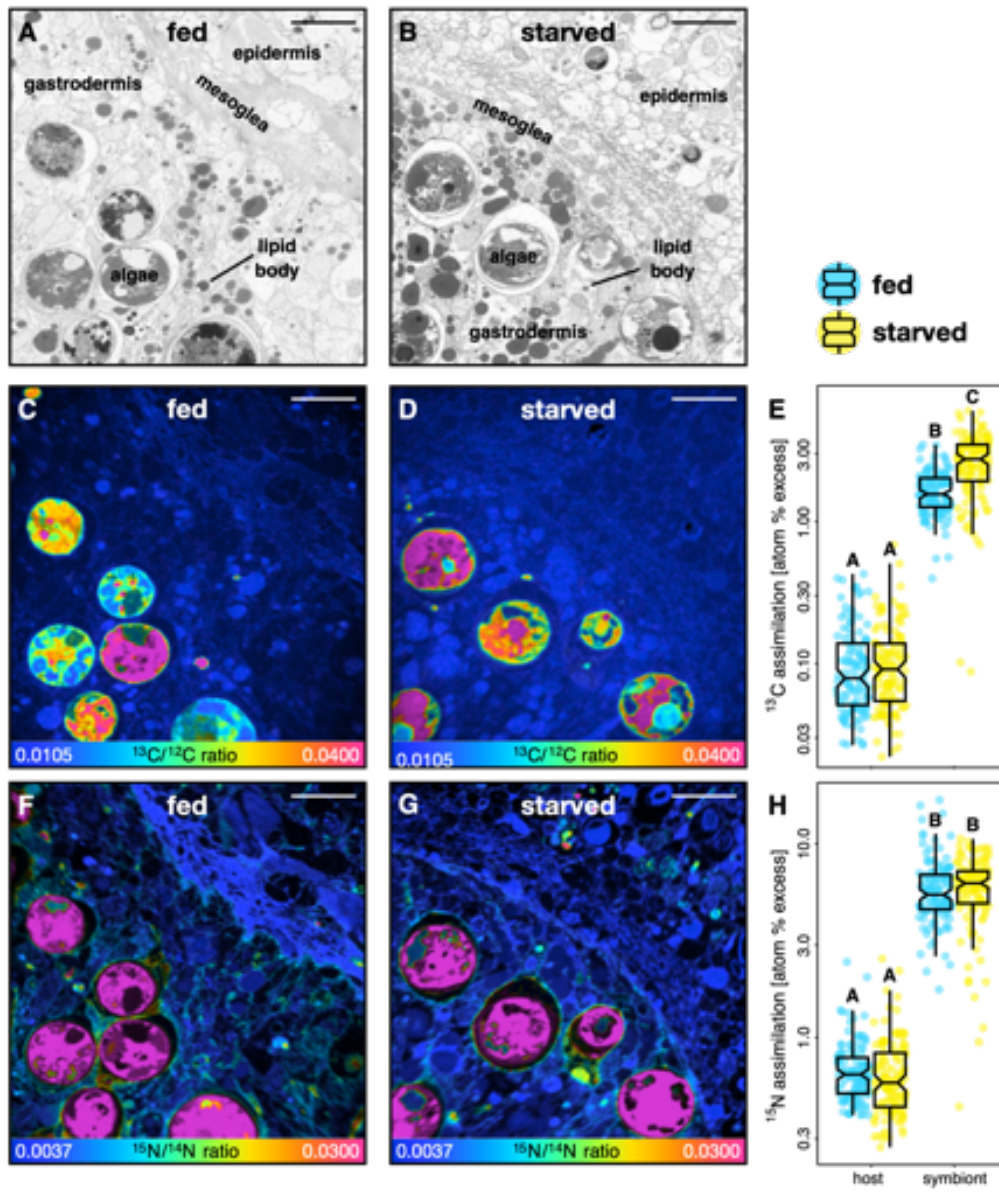 A fed
epidermis
gastrodermis
mesoglea
lipid
body
algae
B starved
epidermis
mesoglea
lipid
body
algae
gastrodermis
fed
starved
C fed
0.0105 ¹³C/¹²C ratio 0.0400
D starved
0.0105 ¹³C/¹²C ratio 0.0400
E
¹³C assimilation [atom % excess]
3.00
1.00
0.30
0.10
0.03
A A B C
F fed
0.0037 ¹⁵N/¹⁴N ratio 0.0300
G starved
0.0037 ¹⁵N/¹⁴N ratio 0.0300
H
¹⁵N assimilation [atom % excess]
10.0
3.0
1.0
0.3
A A B B
host symbiont